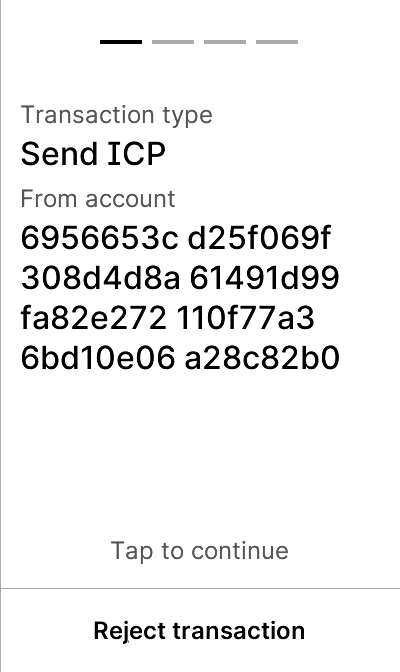 Transaction type
Send ICP
From account
6956653c d25f069f
308d4d8a 61491d99
fa82e272 110f77a3
6bd10e06 a28c82b0
Tap to continue
Reject transaction